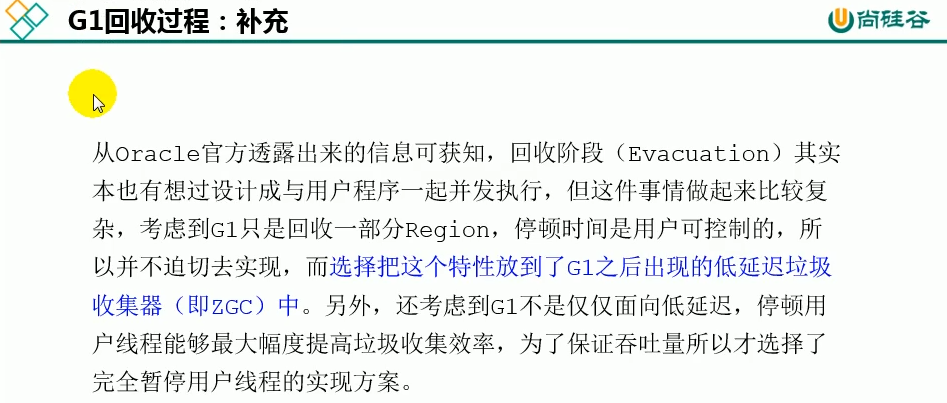 G1回收过程：补充
尚硅谷
从Oracle官方透露出来的信息可获知，回收阶段（Evacuation）其实
本也有想过设计成与用户程序一起并发执行，但这件事情做起来比较复
杂，考虑到G1只是回收一部分Region，停顿时间是用户可控制的，所
以并不迫切去实现，而选择把这个特性放到了G1之后出现的低延迟垃圾
收集器（即ZGC）中。另外，还考虑到G1不是仅仅面向低延迟，停顿用
户线程能够最大幅度提高垃圾收集效率，为了保证吞吐量所以才选择了
完全暂停用户线程的实现方案。